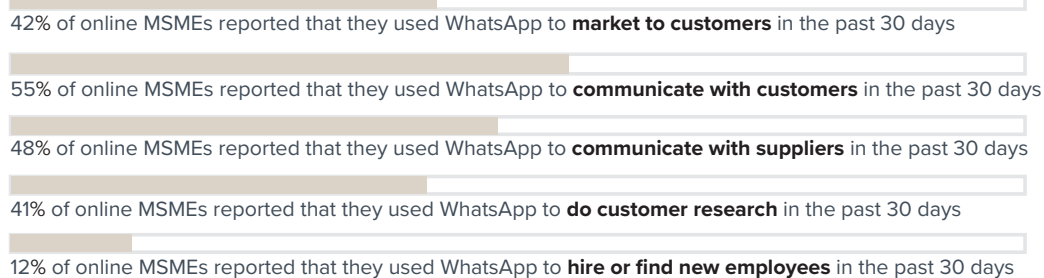 42% of online MSMEs reported that they used WhatsApp to market to customers in the past 30 days
55% of online MSMEs reported that they used WhatsApp to communicate with customers in the past 30 days
48% of online MSMEs reported that they used WhatsApp to communicate with suppliers in the past 30 days
41% of online MSMEs reported that they used WhatsApp to do customer research in the past 30 days
12% of online MSMEs reported that they used WhatsApp to hire or find new employees in the past 30 days